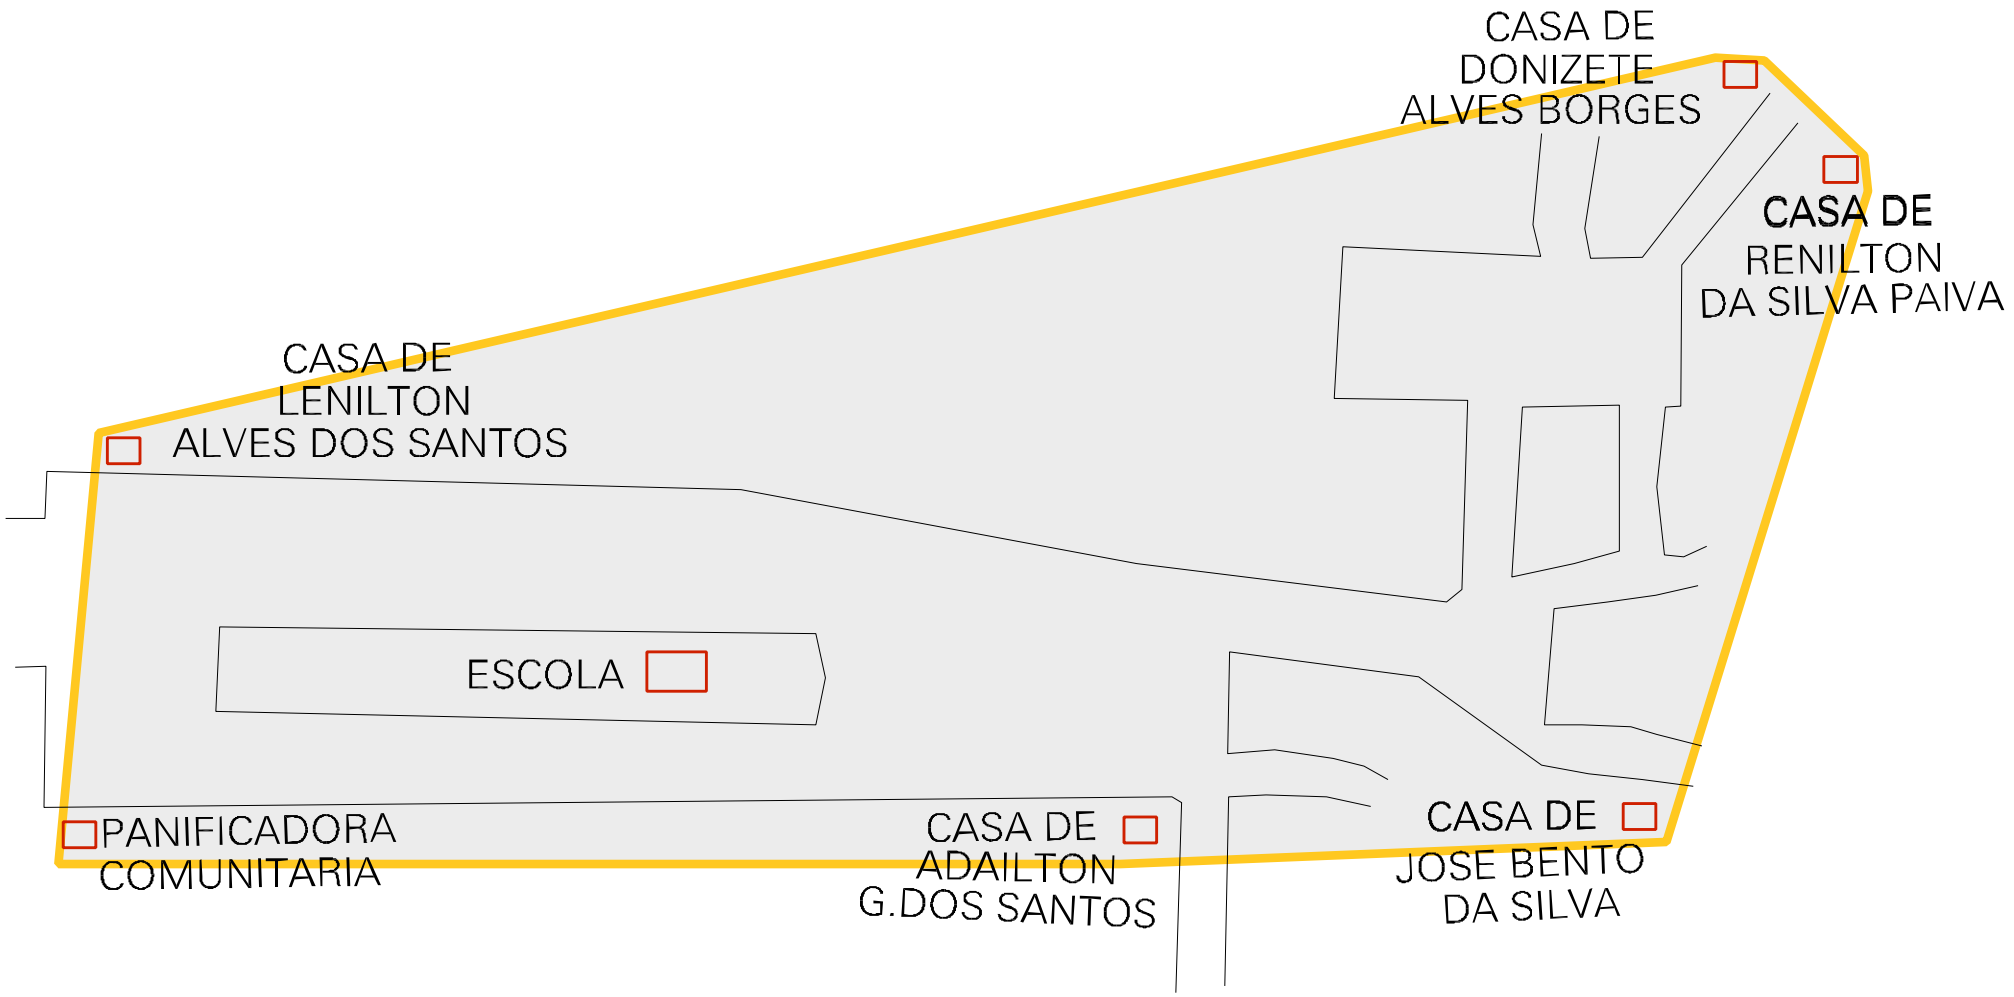 CASA DE
DONIZETE
ALVES BORGES
CASA DE
RENILTON
DA SILVA PAIVA
CASA DE
LENILTON
ALVES DOS SANTOS
ESCOLA
PANIFICADORA
COMUNITARIA
CASA DE
ADAILTON
G.DOS SANTOS
CASA DE
JOSE BENTO
DA SILVA